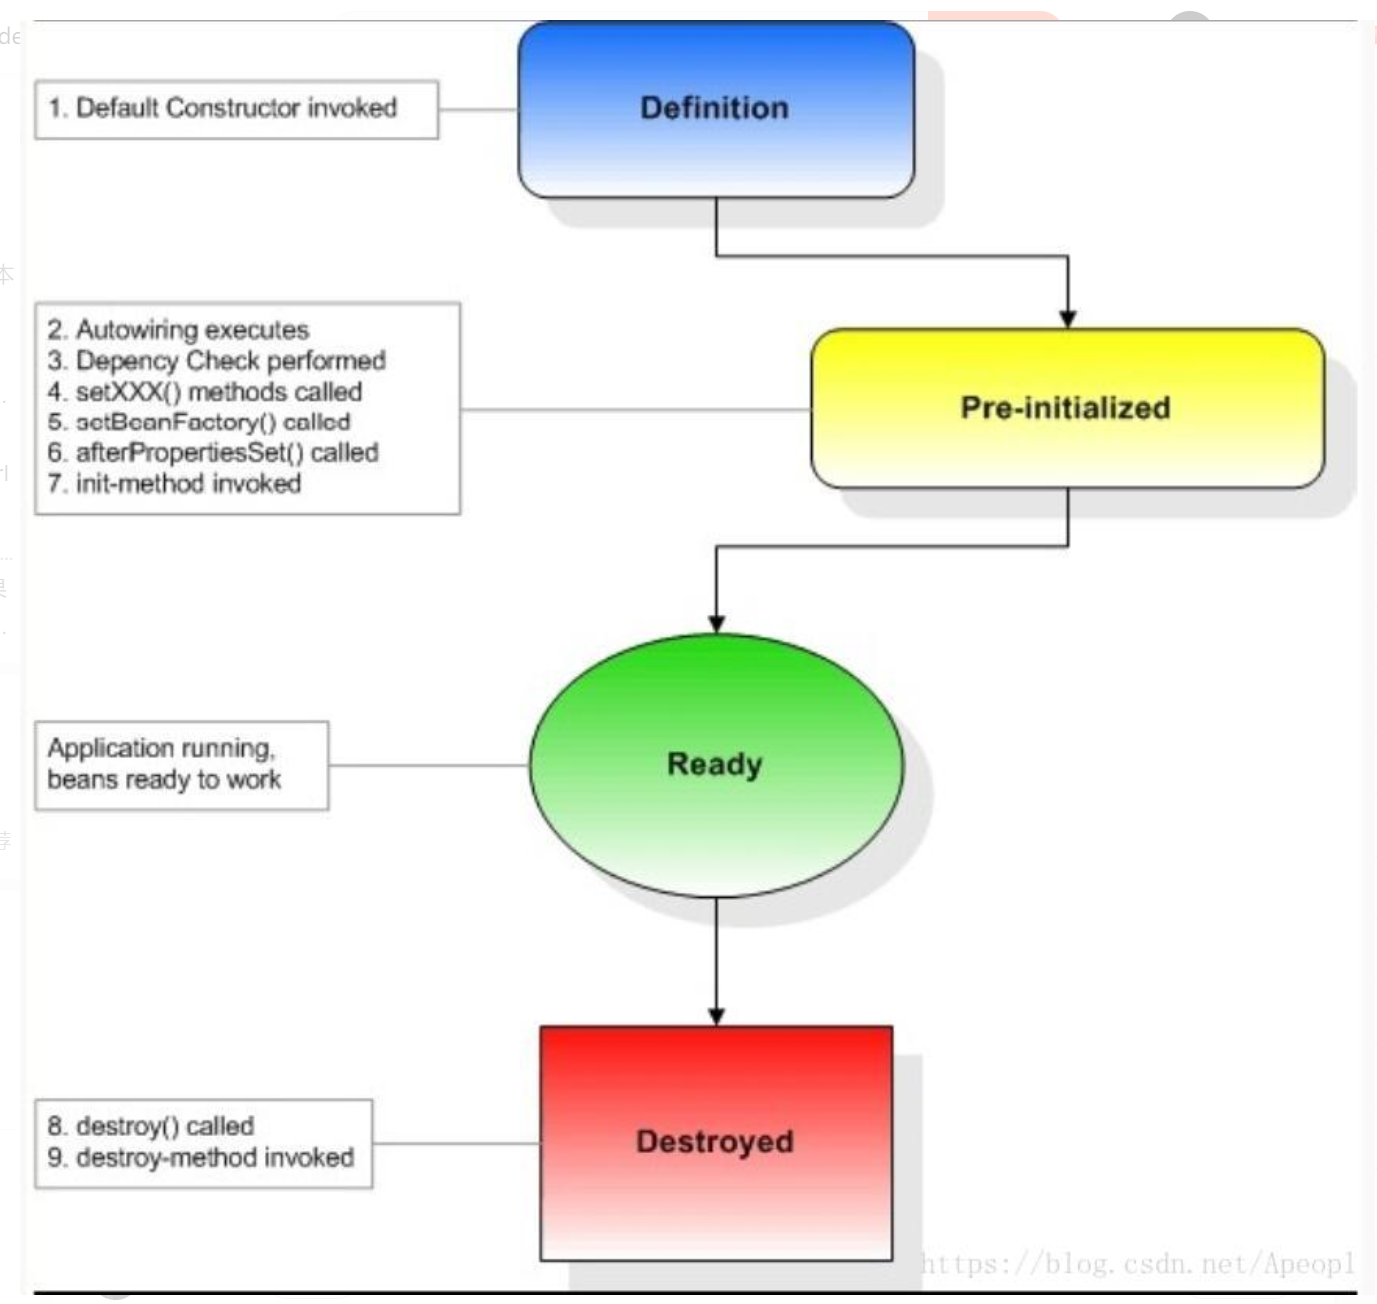 1. Default Constructor invoked
Definition
2. Autowiring executes
3. Depency Check performed
4. setXXX() methods called
5. setBeanFactory() called
6. afterPropertiesSet() called
7. init-method invoked
Pre-initialized
Application running,
beans ready to work
Ready
8. destroy() called
9. destroy-method invoked
Destroyed
https://blog.csdn.net/Apeopl